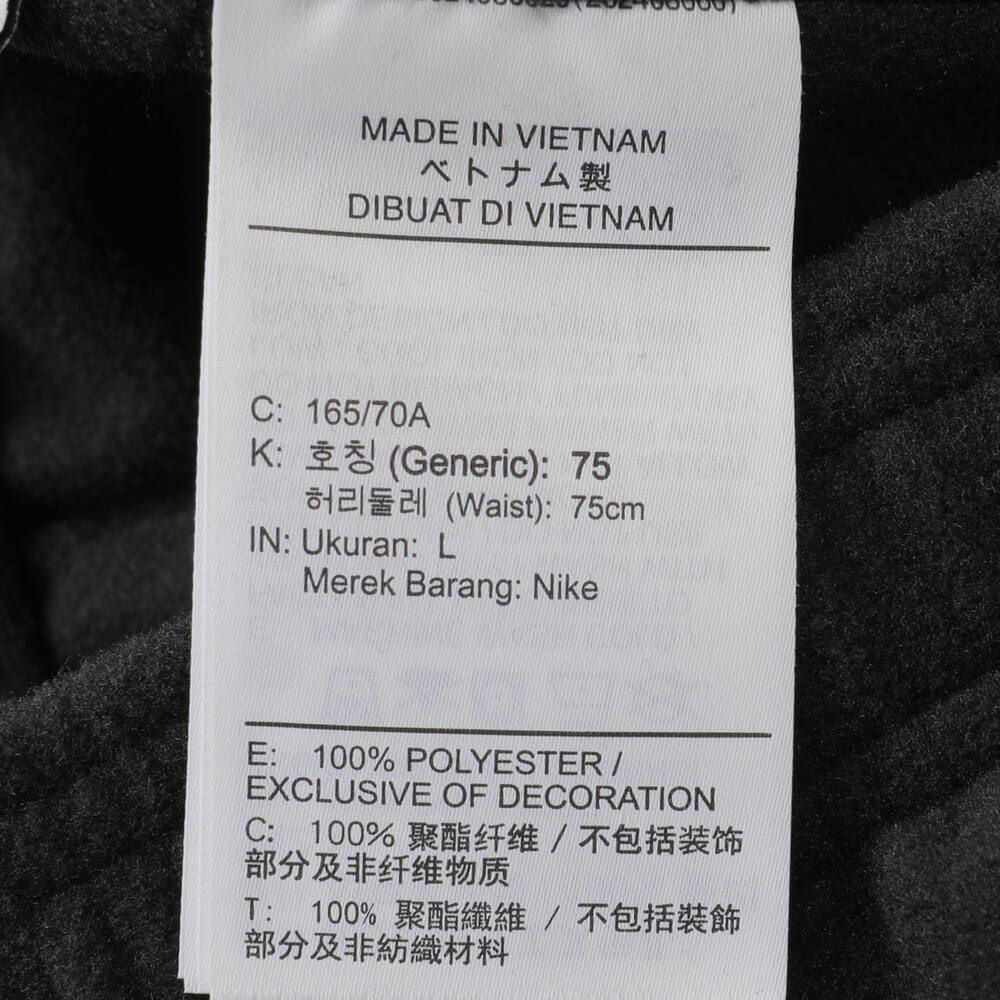 MADE IN VIETNAM
ベトナム製
DIBUAT DI VIETNAM
C: 165/70A
K: 호칭 (Generic): 75
허리둘레 (Waist): 75cm
IN: Ukuran: L
Merek Barang: Nike
E: 100% POLYESTER /
EXCLUSIVE OF DECORATION
C: 100% 聚酯纤维 / 不包括装饰
部分及非纤维物质
T: 100% 聚酯纖維 / 不包括裝飾
部分及非紡織材料